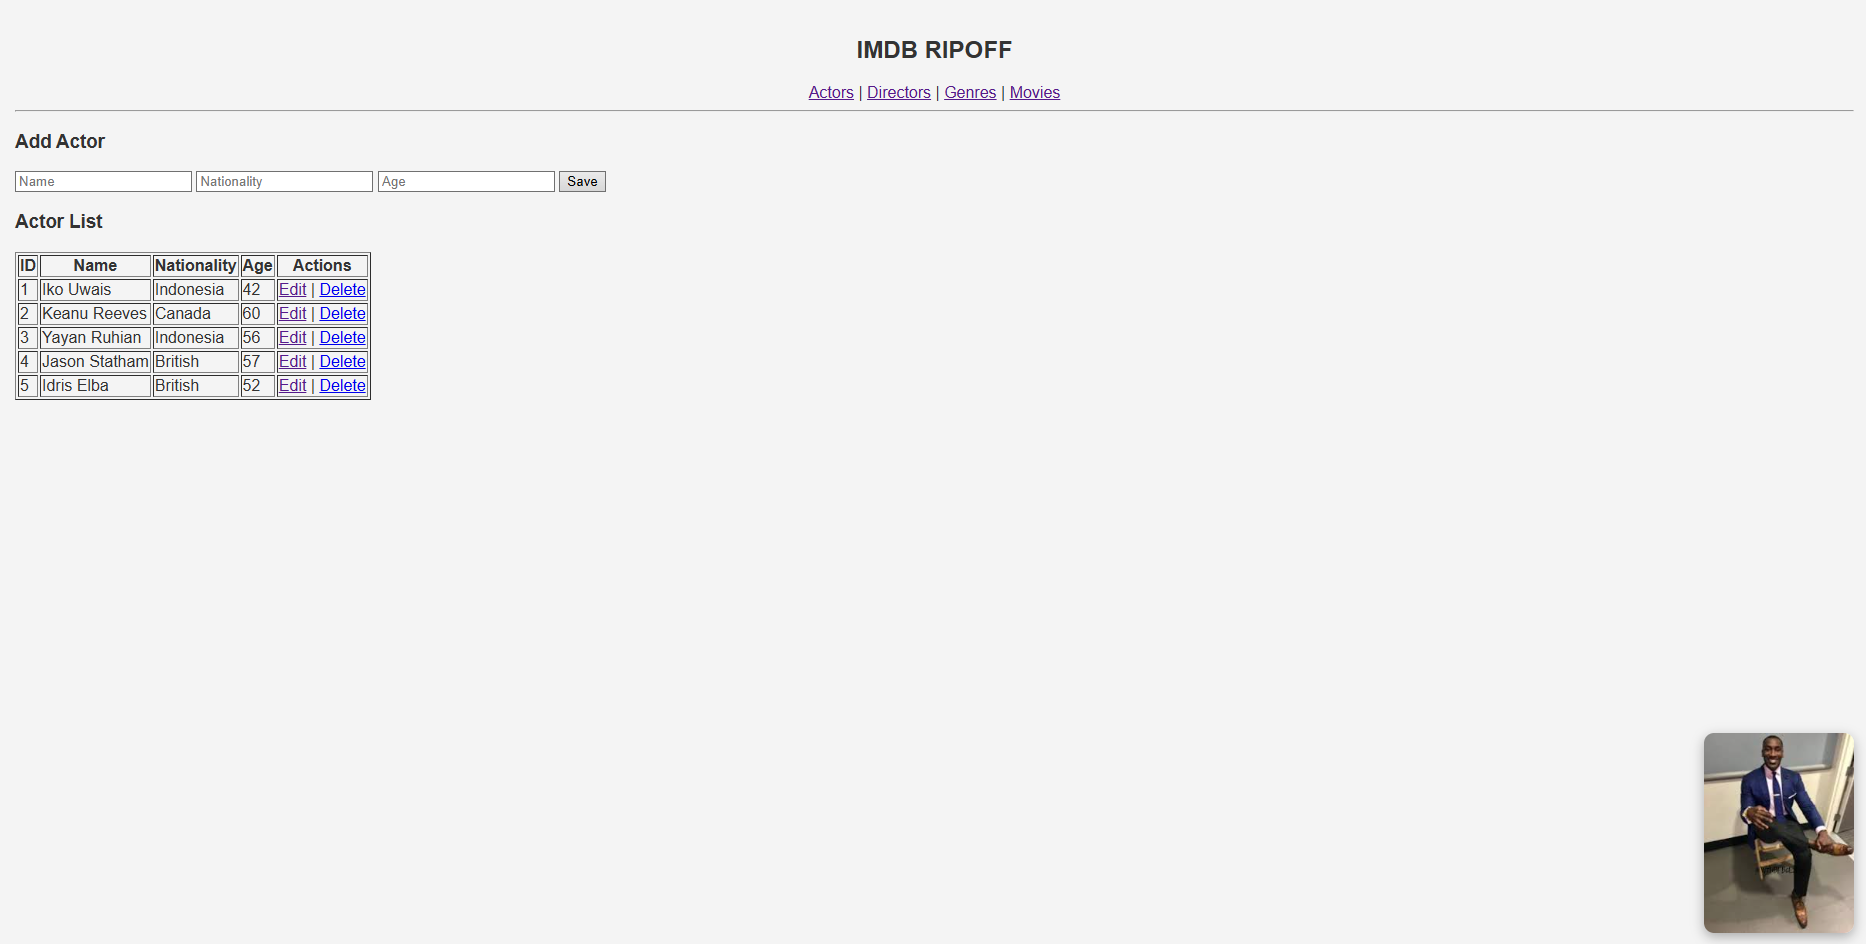 IMDB RIPOFF
Actors | Directors | Genres | Movies
Add Actor
Name Nationality Age Save
Actor List
ID Name Nationality Age Actions
1 Iko Uwais Indonesia 42 Edit | Delete
2 Keanu Reeves Canada 60 Edit | Delete
3 Yayan Ruhian Indonesia 56 Edit | Delete
4 Jason Statham British 57 Edit | Delete
5 Idris Elba British 52 Edit | Delete